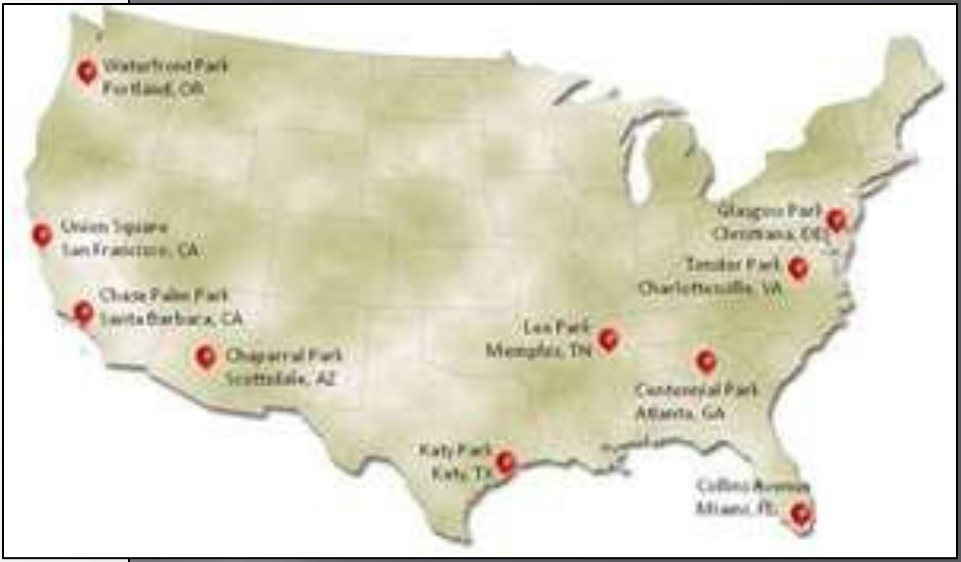 Waterfront Park
Portland, OR
Union Square
San Francisco, CA
Chase Palm Park
Santa Barbara, CA
Chaparral Park
Scottsdale, AZ
Glasgow Park
Christiana, DE
Park
Charlottesville, VA
Park
Memphis, TN
Centennial Park
Atlanta, GA
Katy Park
Katy, TX
Collins Avenue
Miami, FL